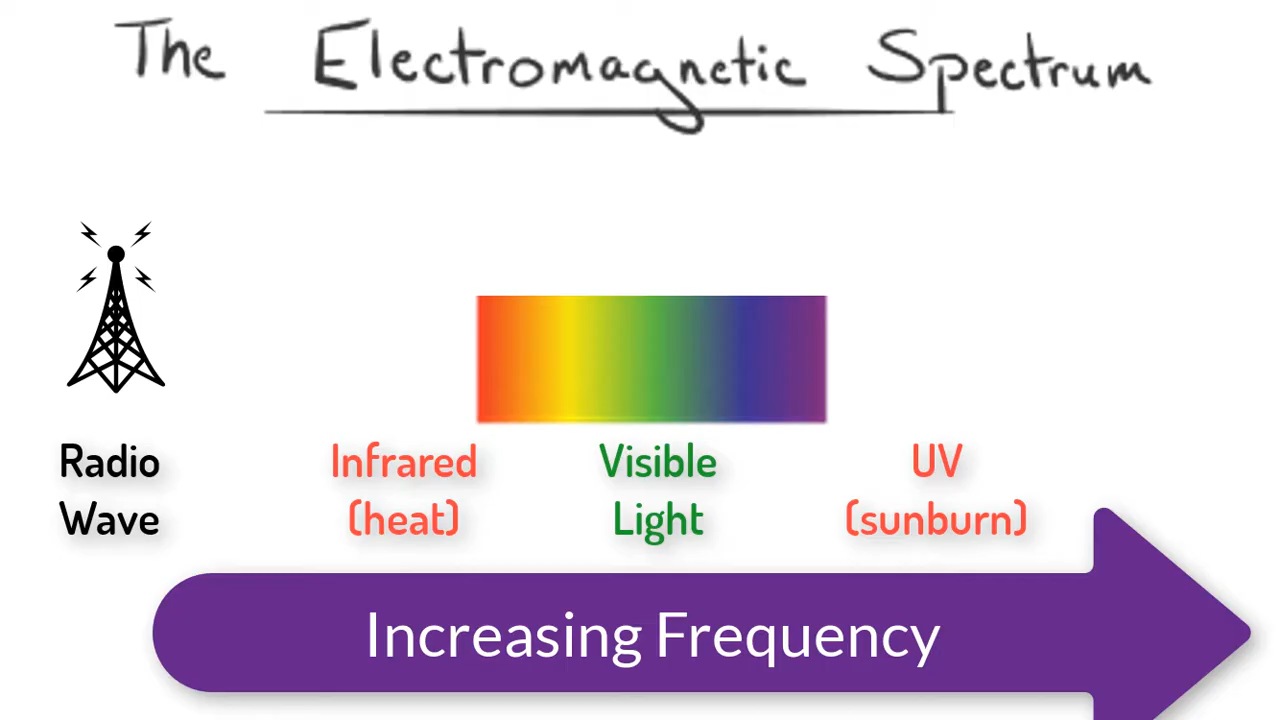 The Electromagnetic Spectrum
Radio Wave
Infrared (heat)
Visible Light
UV (sunburn)
Increasing Frequency